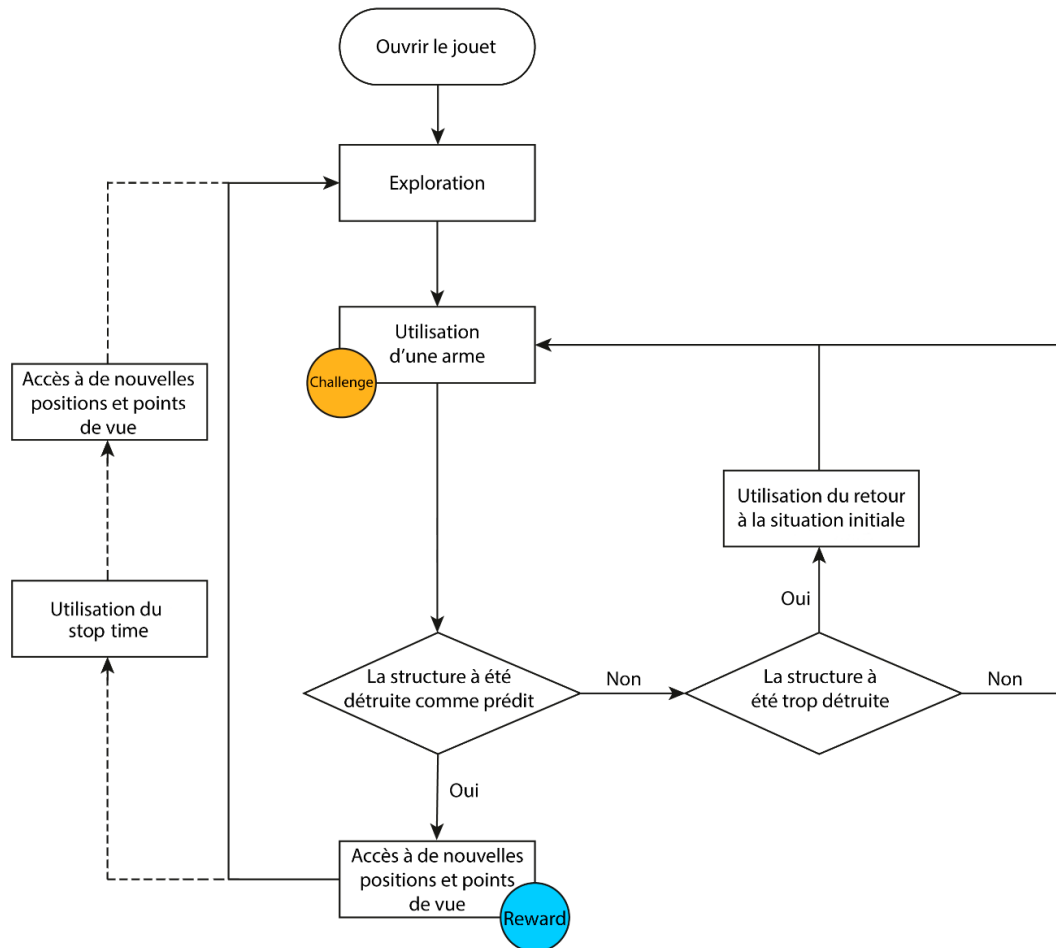 Ouvrir le jouet
Exploration
Utilisation
d'une arme
Challenge
Accès à de nouvelles
positions et points
de vue
Utilisation du retour
à la situation initiale
Oui
Utilisation du
stop time
La structure à été
détruite comme prédit
Non
La structure à
été trop détruite
Non
Oui
Accès à de nouvelles
positions et points
de vue
Reward